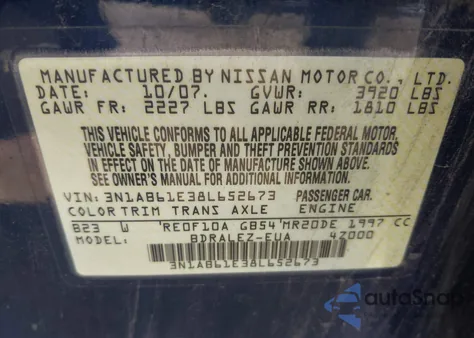 MANUFACTURED BY NISSAN MOTOR CO., LTD.
DATE: 10/07. GVWR: 3920 LBS
GAWR FR: 2227 LBS GAWR RR: 1810 LBS
THIS VEHICLE CONFORMS TO ALL APPLICABLE FEDERAL MOTOR
VEHICLE SAFETY, BUMPER AND THEFT PREVENTION STANDARDS
IN EFFECT ON THE DATE OF MANUFACTURE SHOWN ABOVE.
SEE OWNER'S MANUAL FOR ADDITIONAL INFORMATION.
VIN: 3N1AB61E38L652673 PASSENGER CAR.
COLOR TRIM TRANS AXLE ENGINE
B23 W 'RE0F10A GB54'MR20DE 1997 CC
MODEL: BDRALEZ-EUA 4Z000
3N1AB61E38L652673
autoSnap